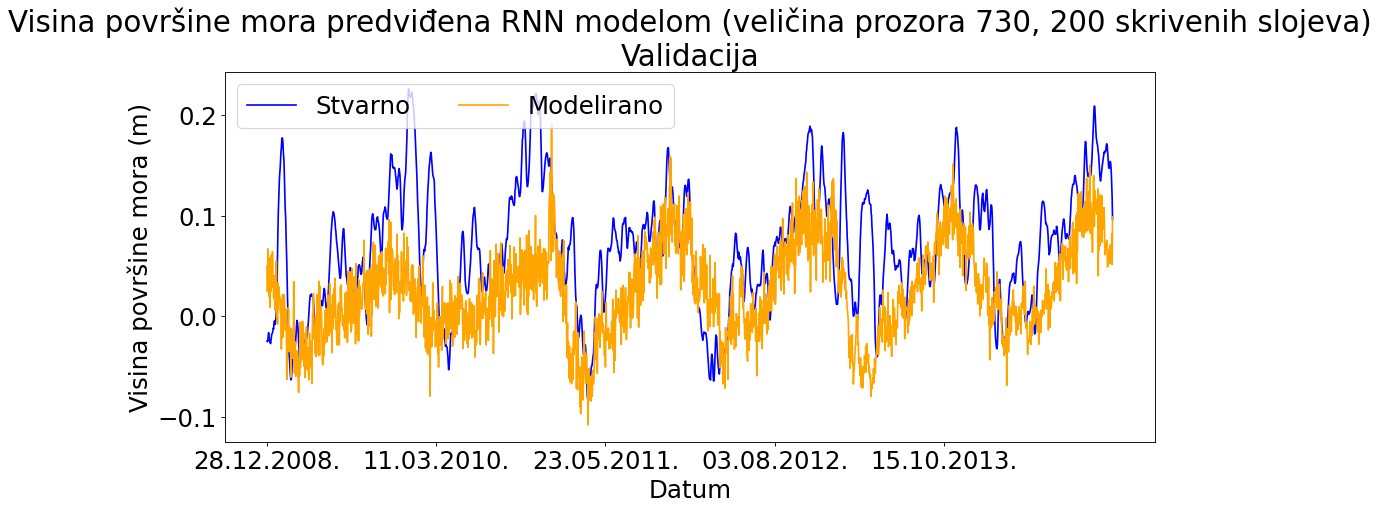 Visina površine mora predviđena RNN modelom (veličina prozora 730, 200 skrivenih slojeva)
Validacija
Stvarno
Modelirano
Visina površine mora (m)
0.2
0.1
0.0
−0.1
28.12.2008.
11.03.2010.
23.05.2011.
03.08.2012.
15.10.2013.
Datum